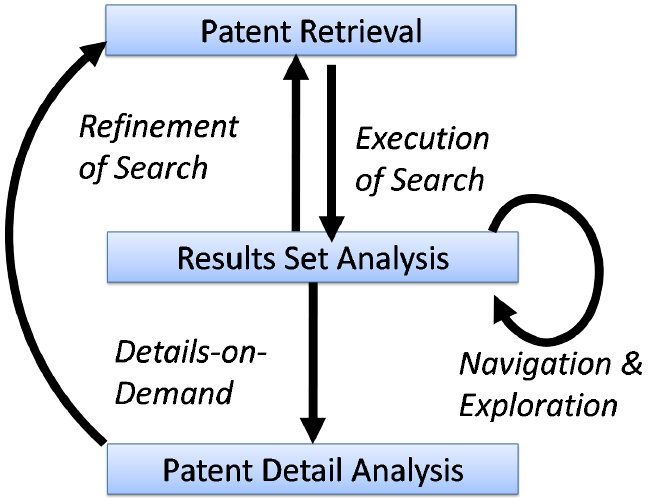 Patent Retrieval
Refinement
of Search
Execution
of Search
Results Set Analysis
Details-on-
Demand
Navigation &
Exploration
Patent Detail Analysis